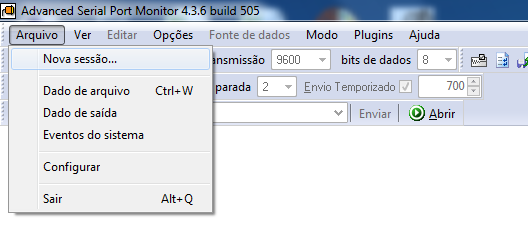 Advanced Serial Port Monitor 4.3.6 build 505
Arquivo Ver Editar Opções Fonte de dados Modo Plugins Ajuda
Nova sessão...
Dado de arquivo Ctrl+W
Dado de saída
Eventos do sistema
Configurar
Sair Alt+Q
9600 bits de dados 8
parada 2 Envio Temporizado 700
Enviar Abrir